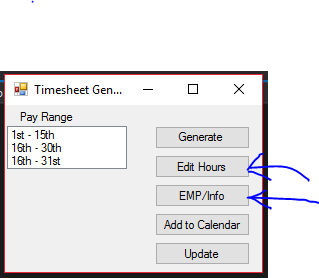 Timesheet Gen...
Pay Range
1st - 15th
16th - 30th
16th - 31st
Generate
Edit Hours
EMP/Info
Add to Calendar
Update